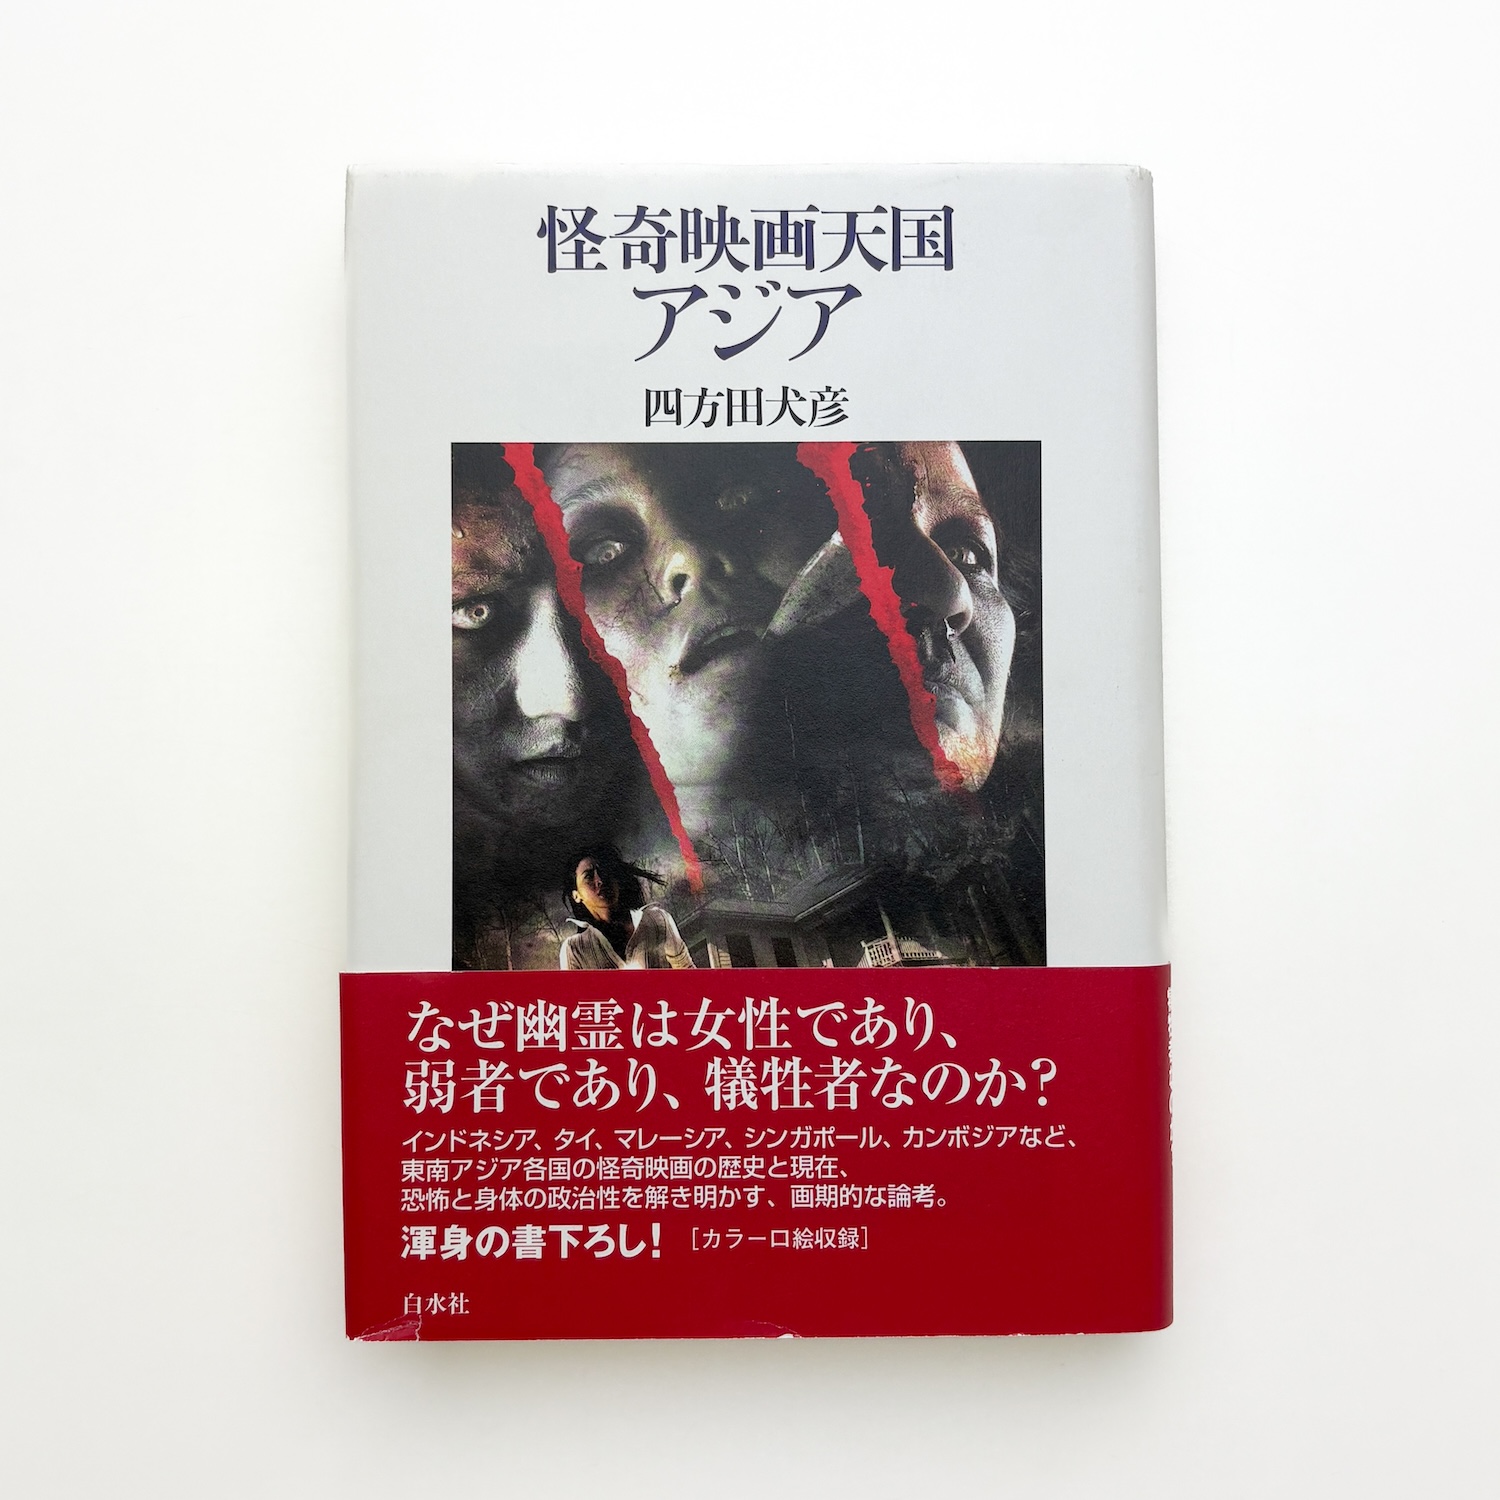 怪奇映画天国
アジア
四方田犬彦
なぜ幽霊は女性であり、
弱者であり、犠牲者なのか？
インドネシア、タイ、マレーシア、シンガポール、カンボジアなど、
東南アジア各国の怪奇映画の歴史と現在、
恐怖と身体の政治性を解き明かす、画期的な論考。
渾身の書下ろし！ ［カラー口絵収録］
白水社